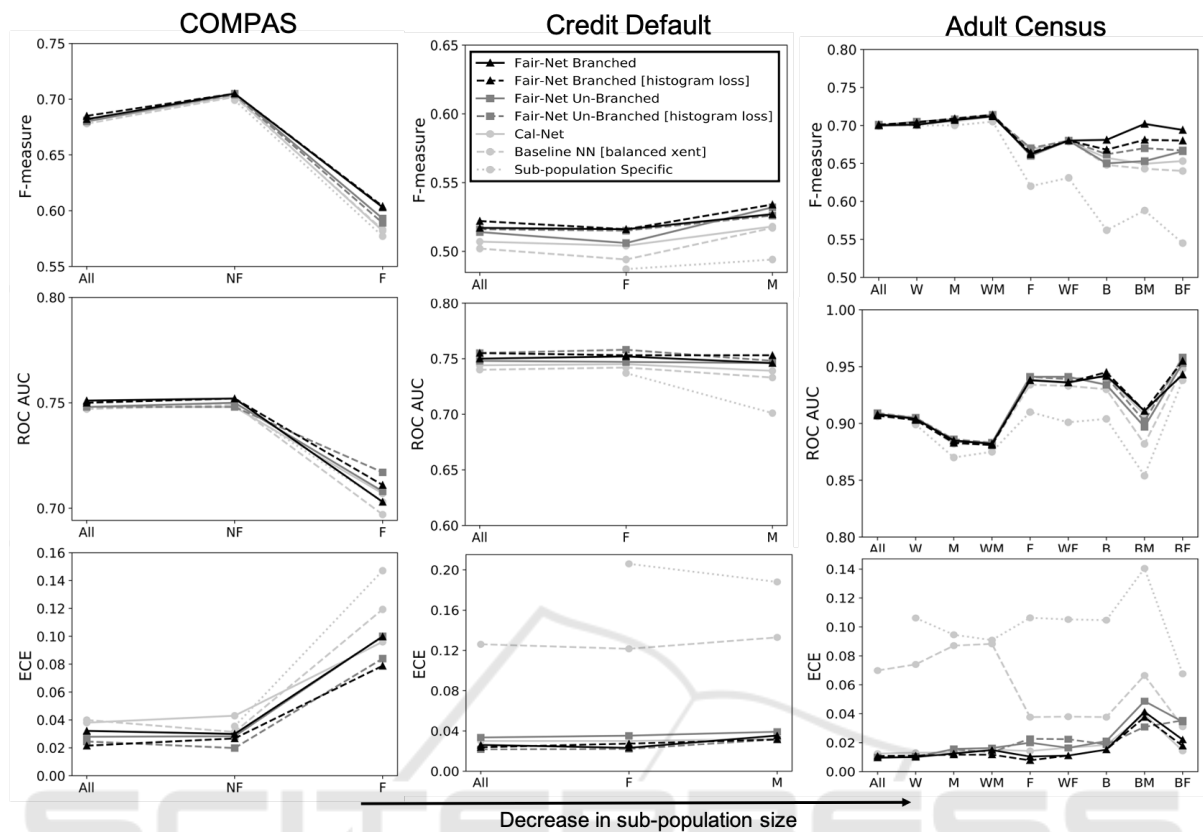 COMPAS
Credit Default
Adult Census
F-measure
0.75
0.70
0.65
0.60
0.55
All NF F
F-measure
0.65
0.60
0.55
0.50
Fair-Net Branched
Fair-Net Branched [histogram loss]
Fair-Net Un-Branched
Fair-Net Un-Branched [histogram loss]
Cal-Net
Baseline NN [balanced xent]
Sub-population Specific
All F M
F-measure
0.80
0.75
0.70
0.65
0.60
0.55
0.50
All W M WM F WF B BM BF
ROC AUC
0.80
0.75
0.70
All NF F
ROC AUC
0.80
0.75
0.70
0.65
0.60
All F M
ROC AUC
1.00
0.95
0.90
0.85
0.80
All W M WM F WF B BM BF
ECE
0.16
0.14
0.12
0.10
0.08
0.06
0.04
0.02
0.00
All NF F
ECE
0.20
0.16
0.12
0.08
0.04
0.00
All F M
ECE
0.14
0.12
0.10
0.08
0.06
0.04
0.02
0.00
All W M WM F WF B BM BF
Decrease in sub-population size